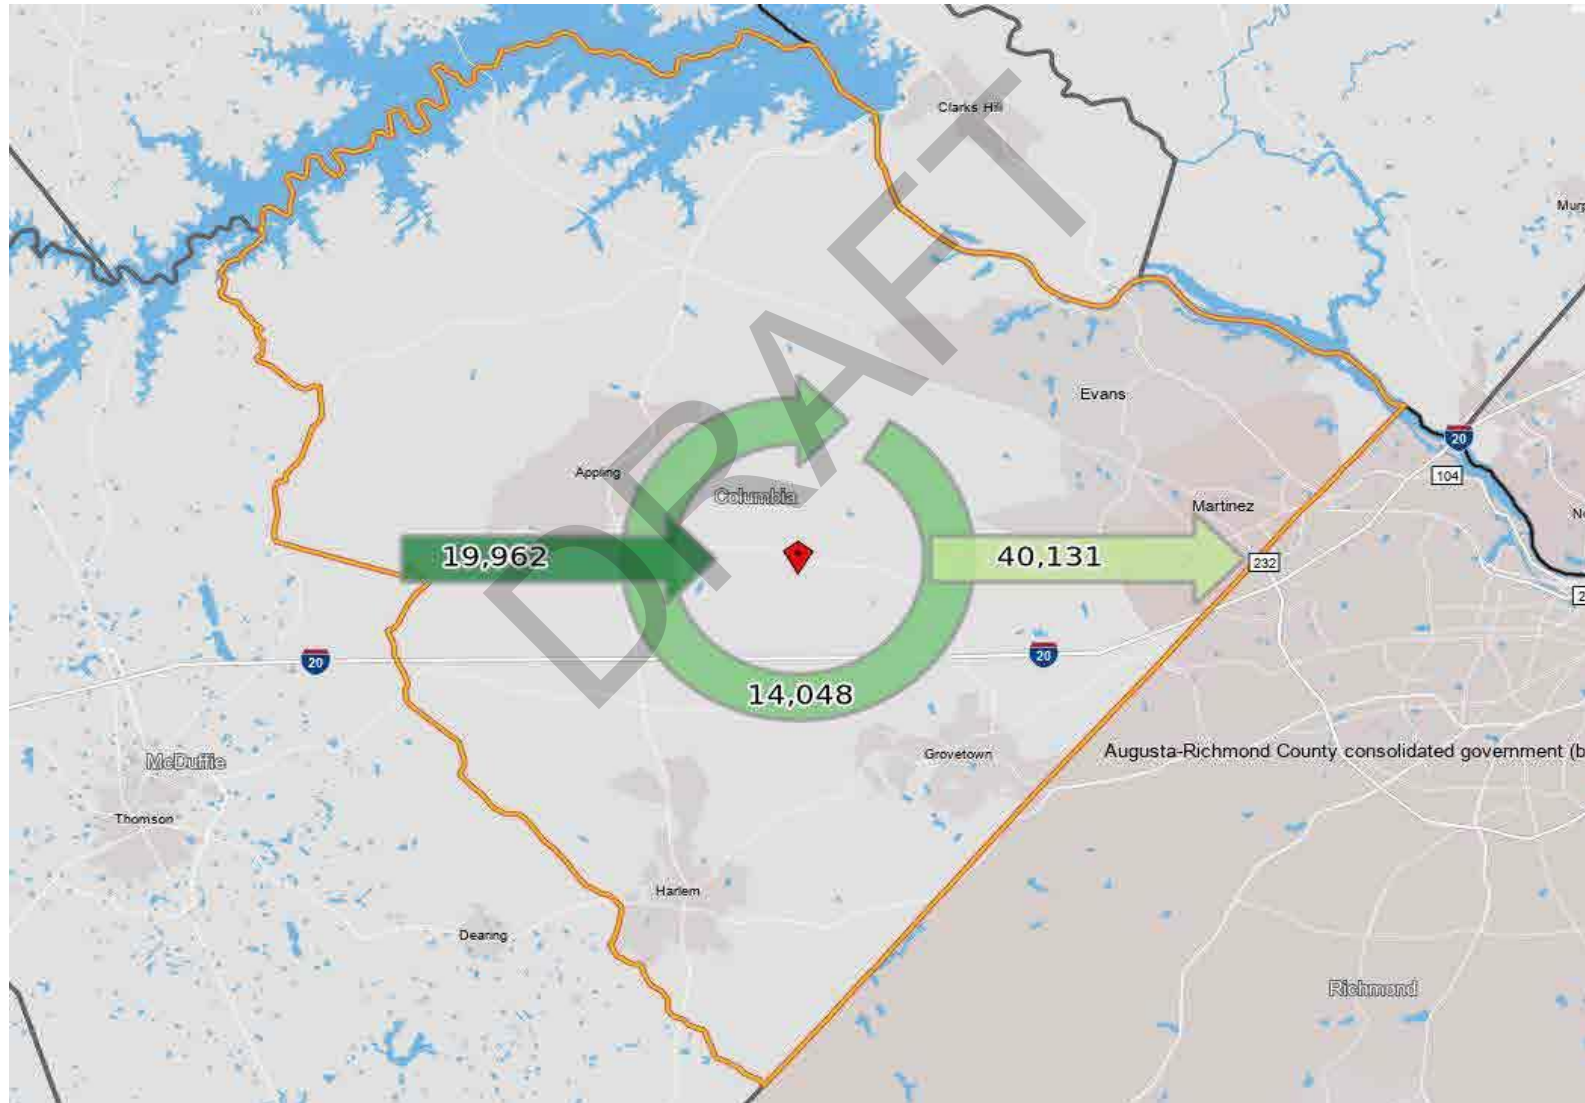 Clarks Hill
Evans
20
104
Appling
Columbia
Martinez
19,962
40,131
232
20
20
14,048
McDuffie
Grovetown
Augusta-Richmond County consolidated government (b
Thomson
Harlem
Dearing
Richmond
DRAFT